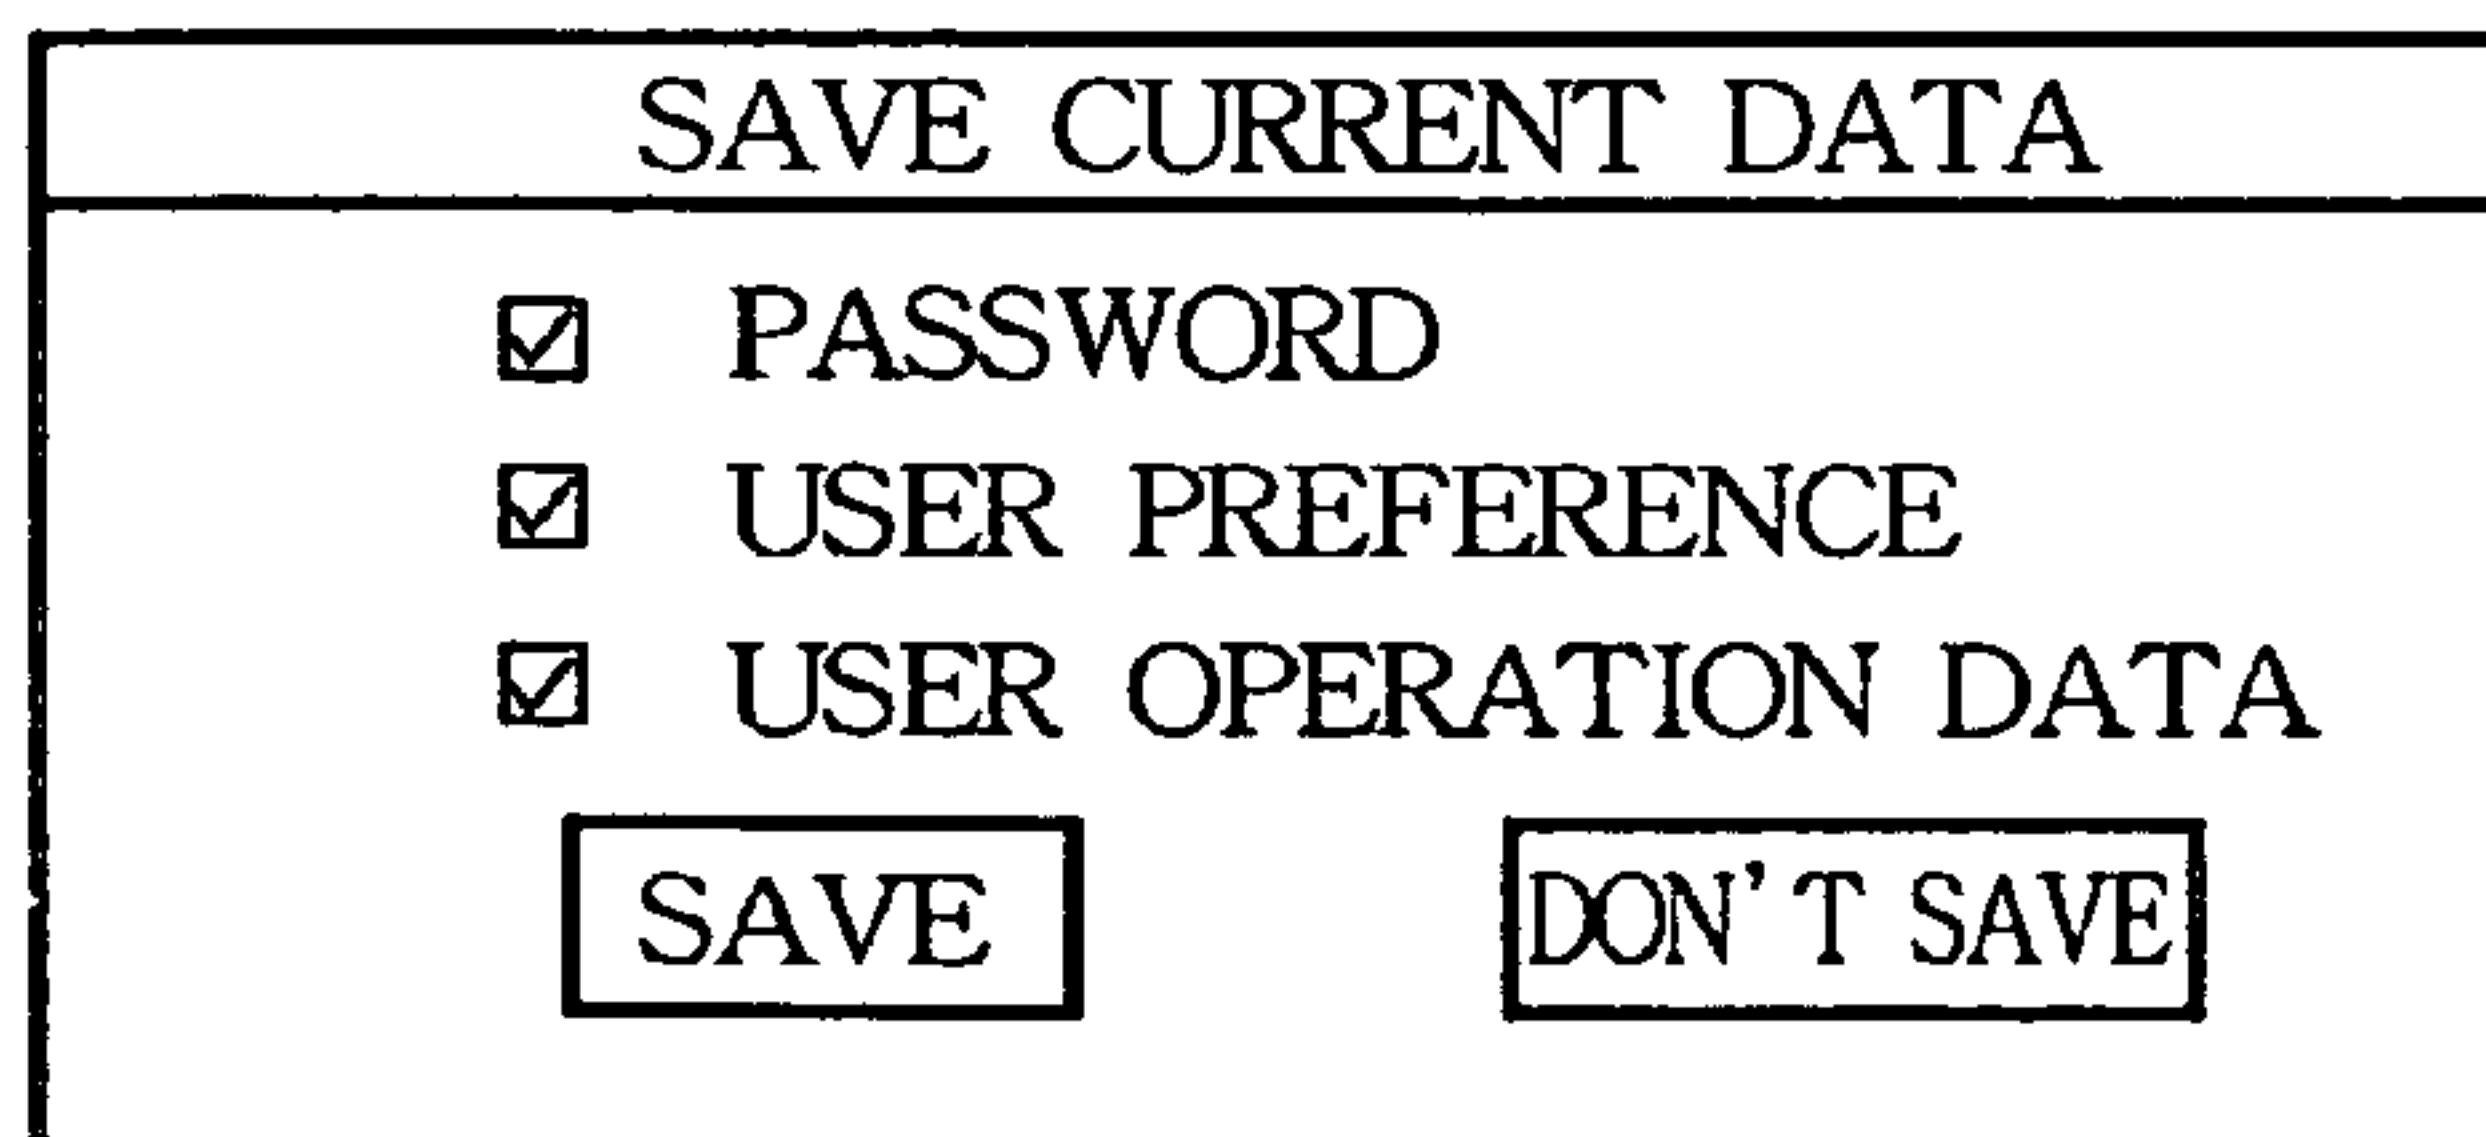 SAVE CURRENT DATA
PASSWORD
USER PREFERENCE
USER OPERATION DATA
SAVE DON'T SAVE